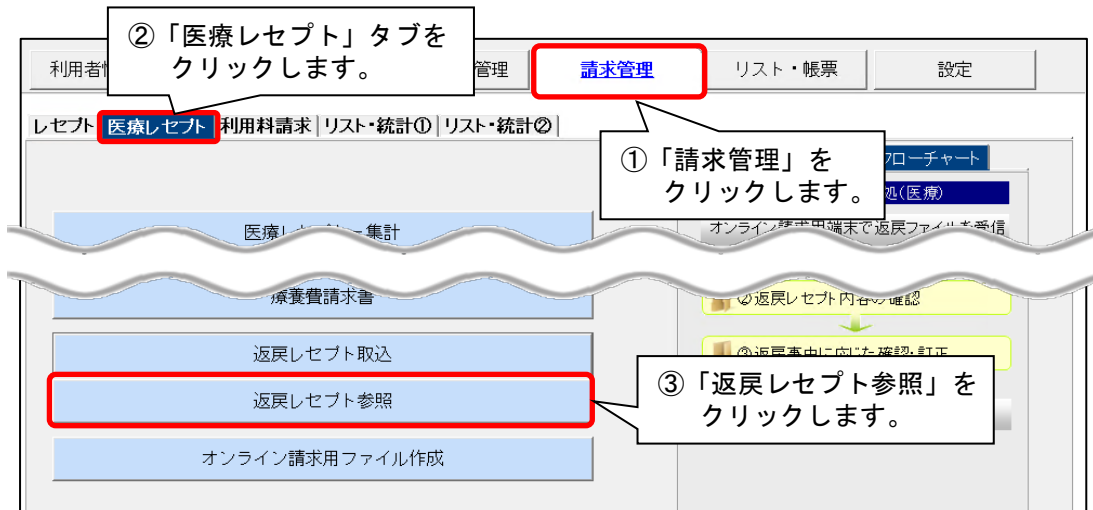 ②「医療レセプト」タブを
クリックします。
利用者
管理
請求管理
リスト・帳票
設定
レセプト
医療レセプト
利用料請求
リスト・統計①
リスト・統計②
①「請求管理」を
クリックします。
フローチャート
(医療)
オンライン請求用端末で返戻ファイルを受信
医療レセプト 集計
療養費請求書
②返戻レセプト内容の確認
返戻レセプト取込
③返戻事由に応じた確認・訂正
返戻レセプト参照
③「返戻レセプト参照」を
クリックします。
オンライン請求用ファイル作成